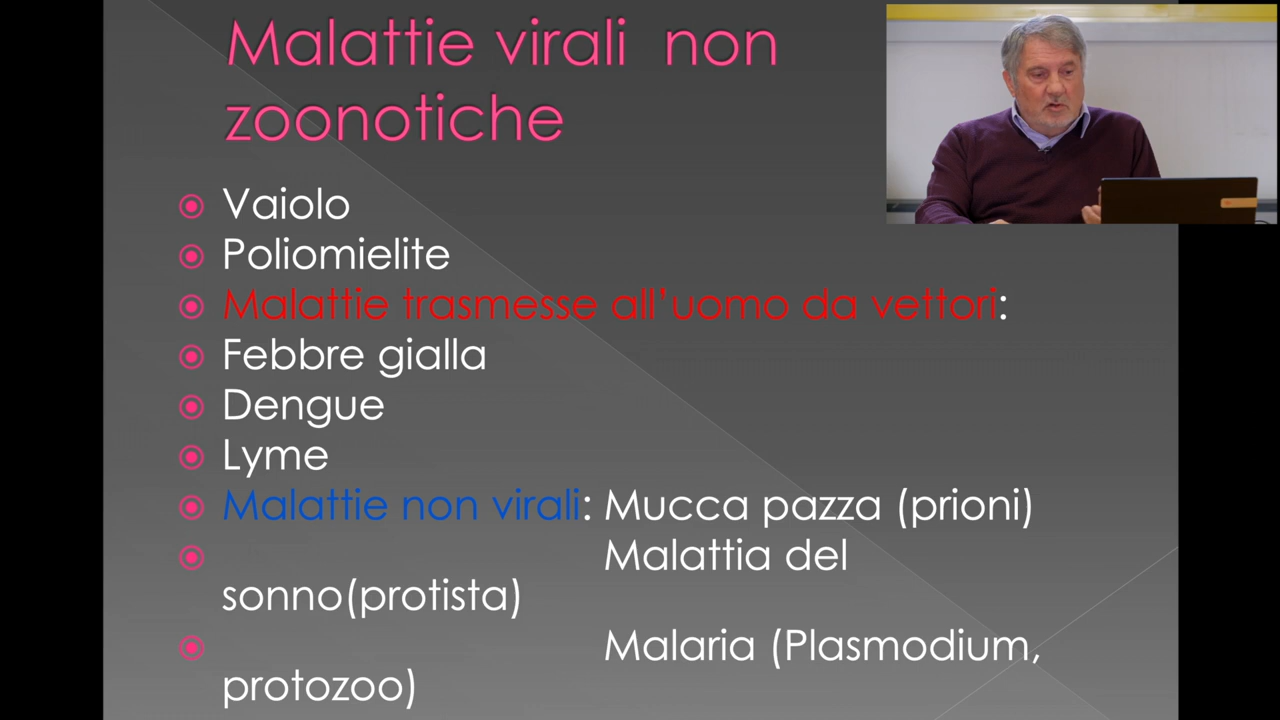 Malattie virali non
zoonotiche
Vaiolo
Poliomielite
Malattie trasmesse all'uomo da vettori:
Febbre gialla
Dengue
Lyme
Malattie non virali: Mucca pazza (prioni)
Malattia del
sonno(protista)
Malaria (Plasmodium,
protozoo)